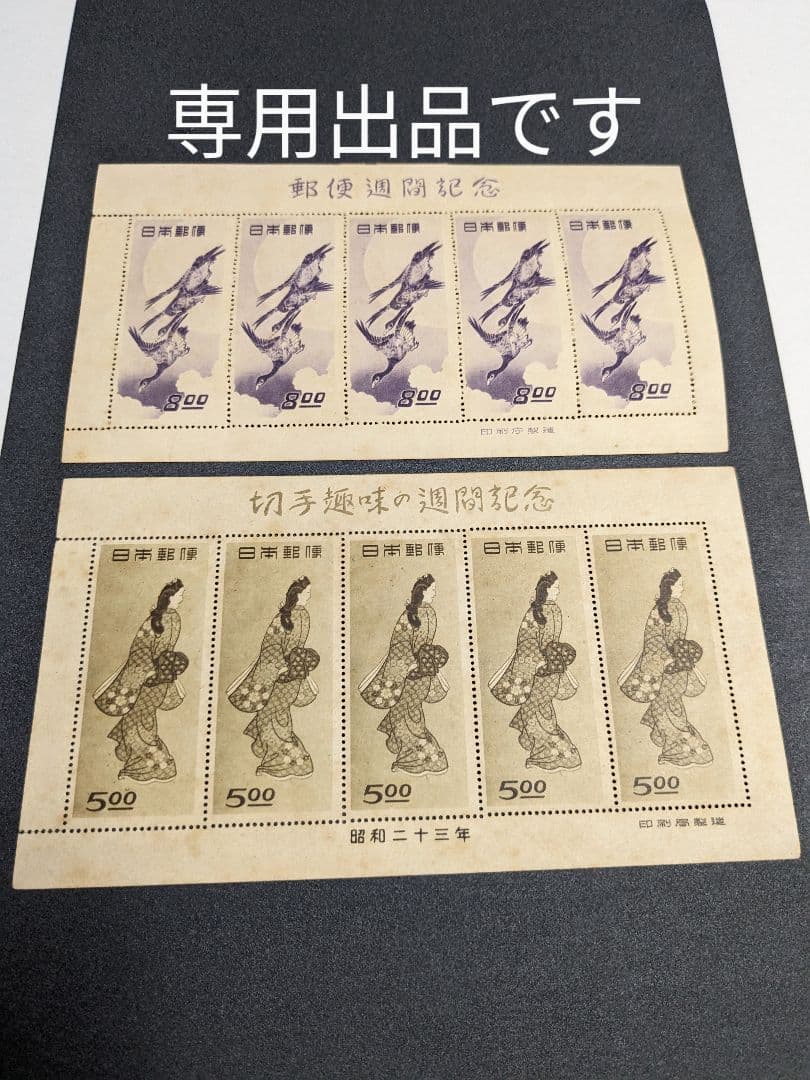 専用出品です
郵便週間記念
日本郵便 日本郵便 日本郵便 日本郵便 日本郵便
8.00 8.00 8.00 8.00 8.00
印刷庁製造
切手趣味の週間記念
日本郵便 日本郵便 日本郵便 日本郵便 日本郵便
5.00 5.00 5.00 5.00 5.00
昭和二十三年
印刷局製造